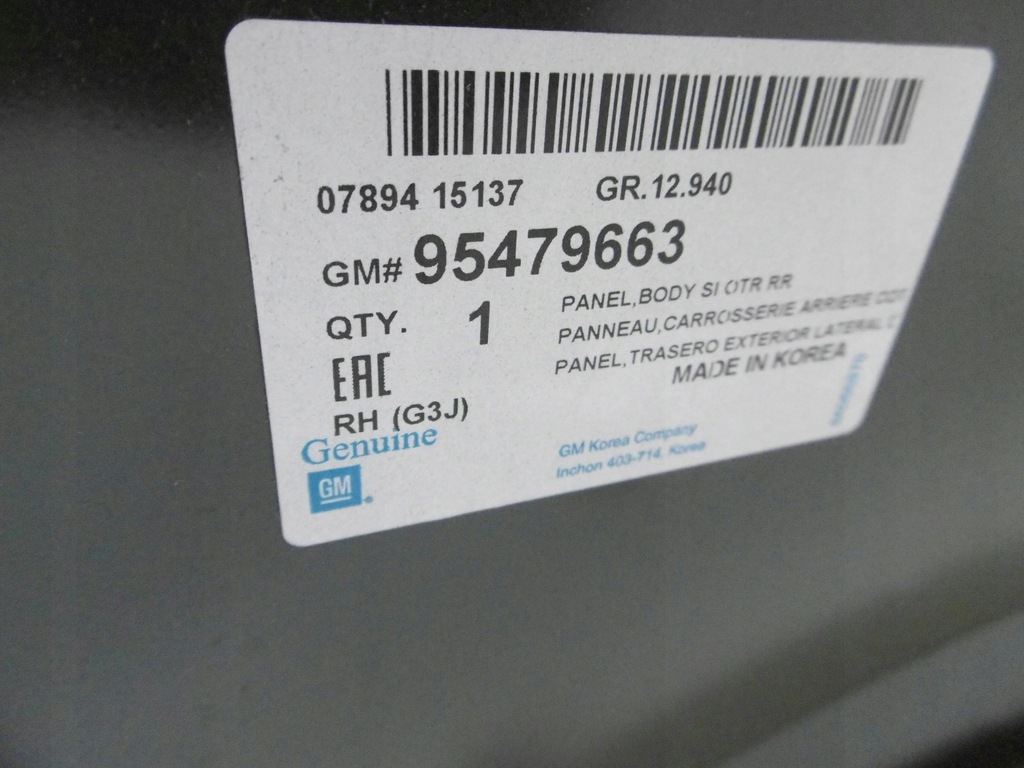 07894 15137 GR.12.940
GM# 95479663
QTY. 1 PANEL,BODY SI OTR RR
PANNEAU,CARROSSERIE ARRIERE
PANEL,TRASERO EXTERIOR LATERAL
EAC
MADE IN KOREA
RH (G3J)
Genuine
GM
GM Korea Company
Inchon 403-714, Korea